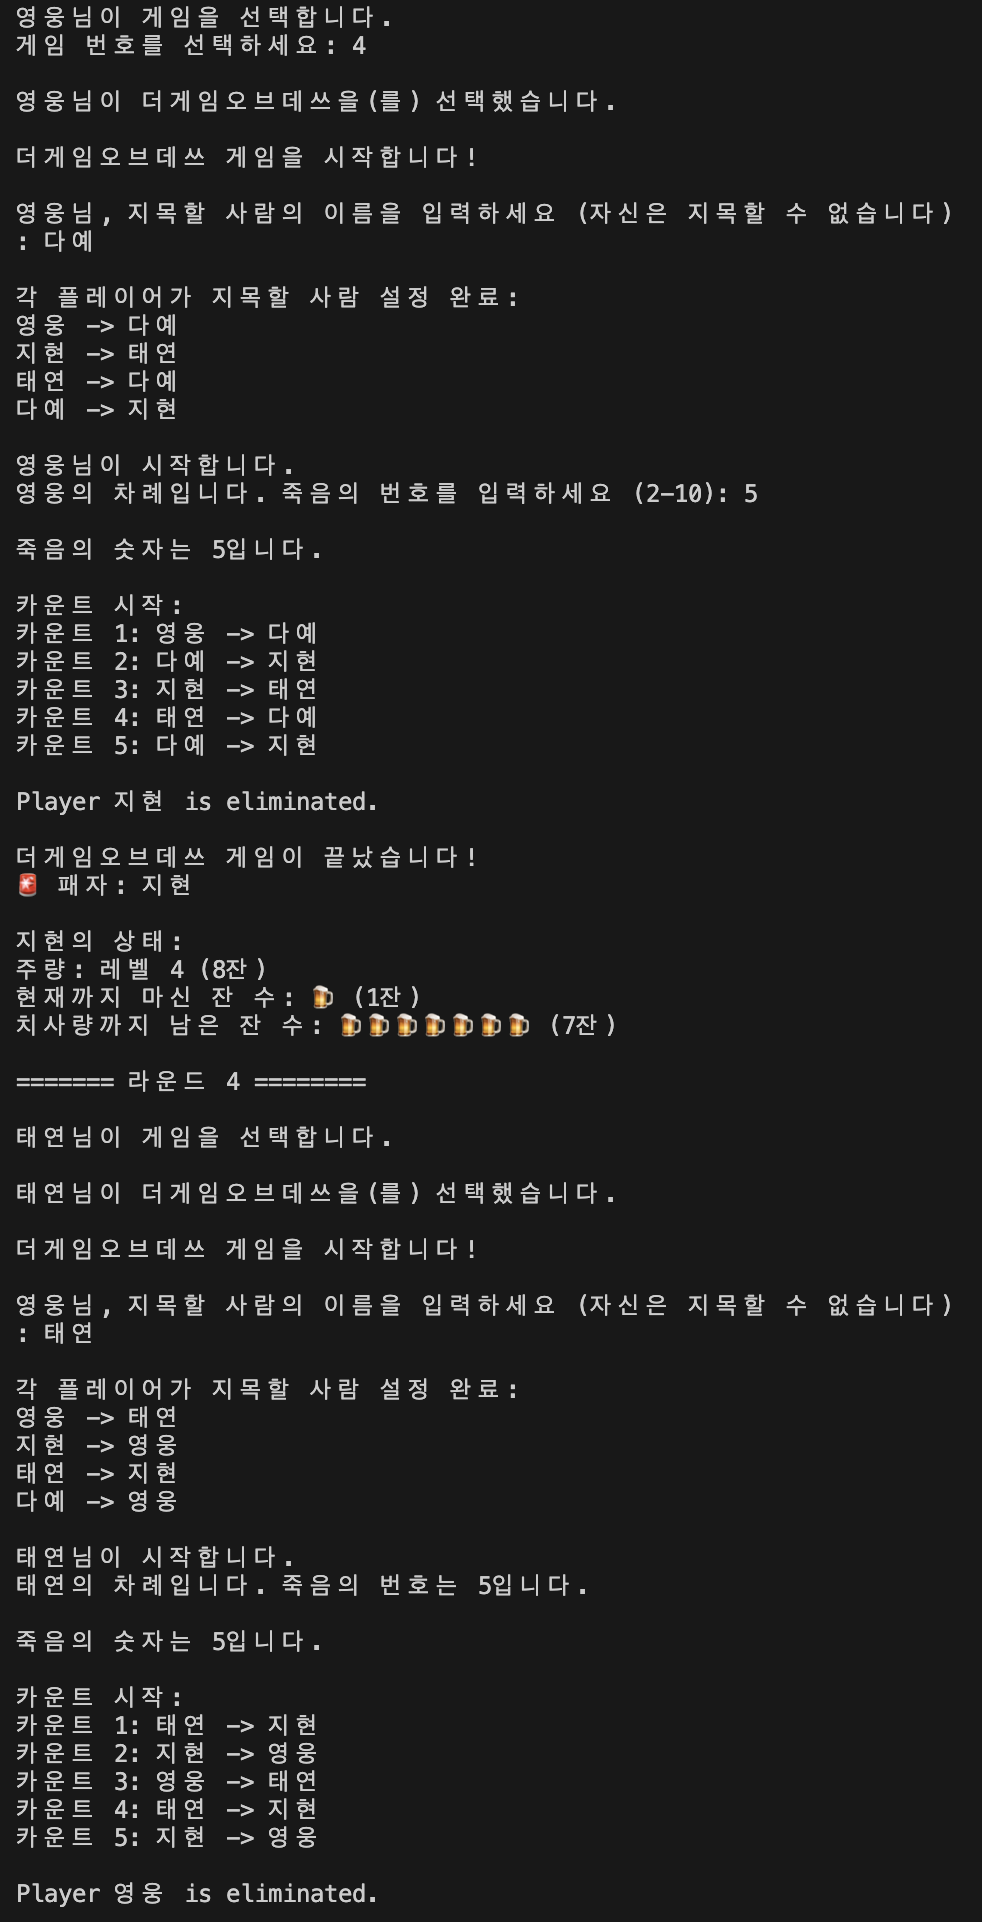 영웅님이 게임을 선택합니다.
게임 번호를 선택하세요: 4
영웅님이 더게임오브데쓰을(를) 선택했습니다.
더게임오브데쓰 게임을 시작합니다!
영웅님, 지목할 사람의 이름을 입력하세요 (자신은 지목할 수 없습니다)
: 다예
각 플레이어가 지목할 사람 설정 완료:
영웅 -> 다예
지현 -> 태연
태연 -> 다예
다예 -> 지현
영웅님이 시작합니다.
영웅의 차례입니다. 죽음의 번호를 입력하세요 (2-10): 5
죽음의 숫자는 5입니다.
카운트 시작:
카운트 1: 영웅 -> 다예
카운트 2: 다예 -> 지현
카운트 3: 지현 -> 태연
카운트 4: 태연 -> 다예
카운트 5: 다예 -> 지현
Player 지현 is eliminated.
더게임오브데쓰 게임이 끝났습니다!
🚨 패자: 지현
지현의 상태:
주량: 레벨 4 (8잔)
현재까지 마신 잔 수: 🍺 (1잔)
치사량까지 남은 잔 수: 🍺🍺🍺🍺🍺🍺🍺 (7잔)
======= 라운드 4 ========
태연님이 게임을 선택합니다.
태연님이 더게임오브데쓰을(를) 선택했습니다.
더게임오브데쓰 게임을 시작합니다!
영웅님, 지목할 사람의 이름을 입력하세요 (자신은 지목할 수 없습니다)
: 태연
각 플레이어가 지목할 사람 설정 완료:
영웅 -> 태연
지현 -> 영웅
태연 -> 지현
다예 -> 영웅
태연님이 시작합니다.
태연의 차례입니다. 죽음의 번호는 5입니다.
죽음의 숫자는 5입니다.
카운트 시작:
카운트 1: 태연 -> 지현
카운트 2: 지현 -> 영웅
카운트 3: 영웅 -> 태연
카운트 4: 태연 -> 지현
카운트 5: 지현 -> 영웅
Player 영웅 is eliminated.